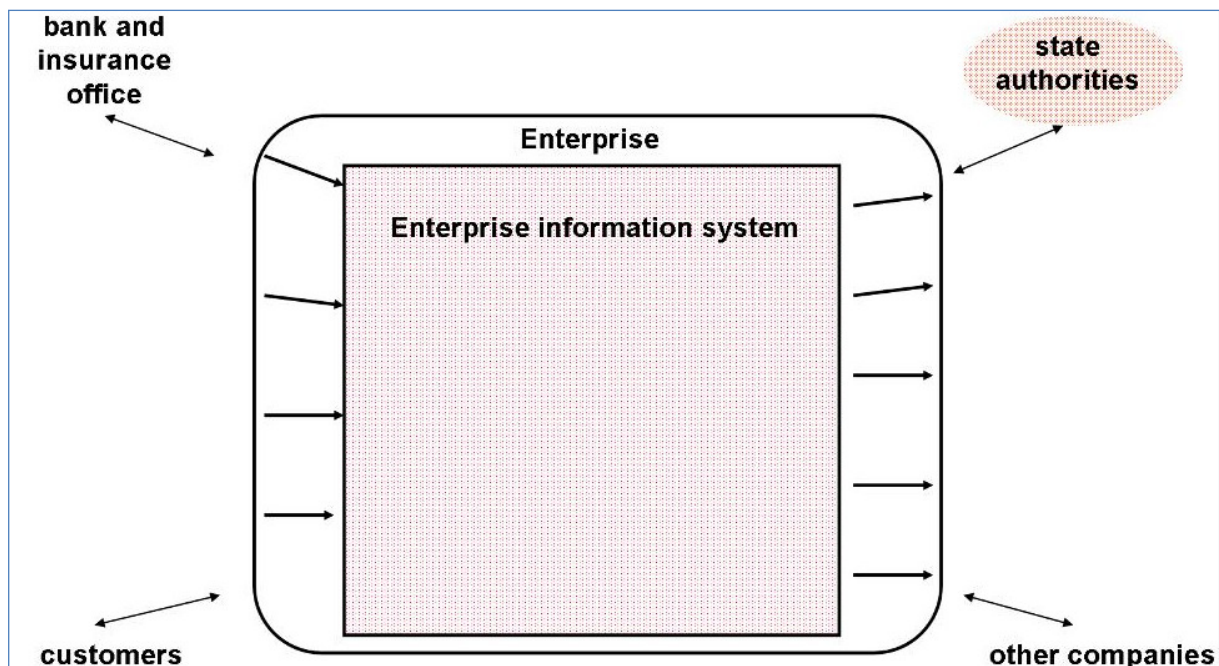 bank and
insurance
office
state
authorities
Enterprise
Enterprise information system
customers
other companies